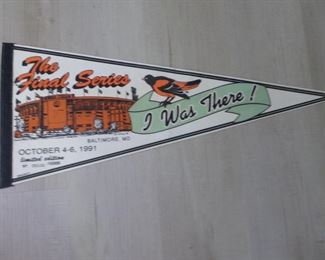 The
Final Series
I Was There!
BALTIMORE, MD
OCTOBER 4-6, 1991
limited edition